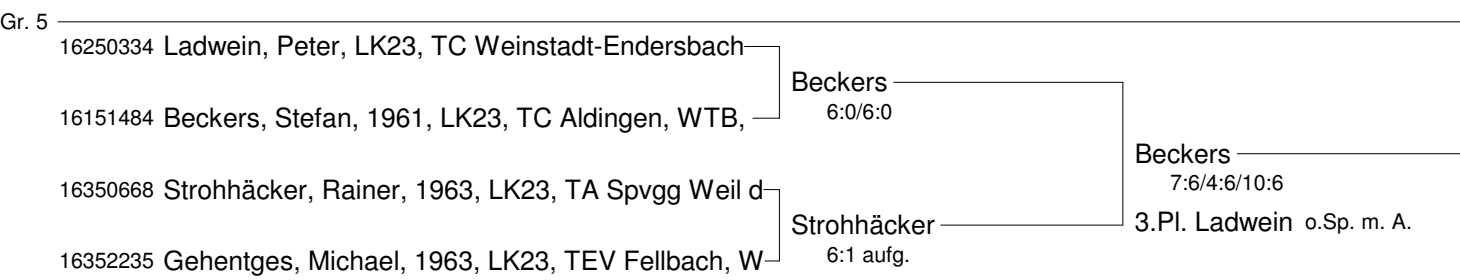 Gr. 5
16250334 Ladwein, Peter, LK23, TC Weinstadt-Endersbach
Beckers
6:0/6:0
16151484 Beckers, Stefan, 1961, LK23, TC Aldingen, WTB,
Beckers
7:6/4:6/10:6
16350668 Strohhäcker, Rainer, 1963, LK23, TA Spvgg Weil d
Strohhäcker
6:1 aufg.
3.Pl. Ladwein o.Sp. m. A.
16352235 Gehentges, Michael, 1963, LK23, TEV Fellbach, W